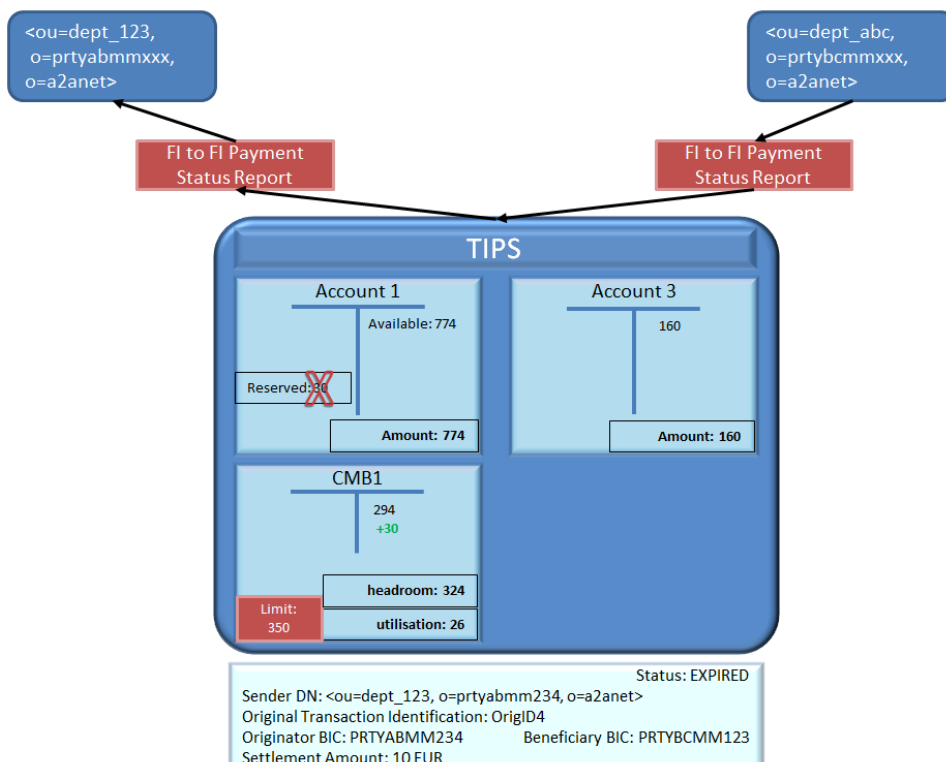 <ou=dept_123,
o=prtyabmmxxx,
o=a2anet>
<ou=dept_abc,
o=prtybcmmxxx,
o=a2anet>
FI to FI Payment
Status Report
FI to FI Payment
Status Report
TIPS
Account 1
Available: 774
Reserved: 30
Amount: 774
Account 3
160
Amount: 160
CMB1
294
+30
headroom: 324
Limit:
350
utilisation: 26
Status: EXPIRED
Sender DN: <ou=dept_123, o=prtyabmm234, o=a2anet>
Original Transaction Identification: OrigID4
Originator BIC: PRTYABMM234 Beneficiary BIC: PRTYBCMM123
Settlement Amount: 10 EUR